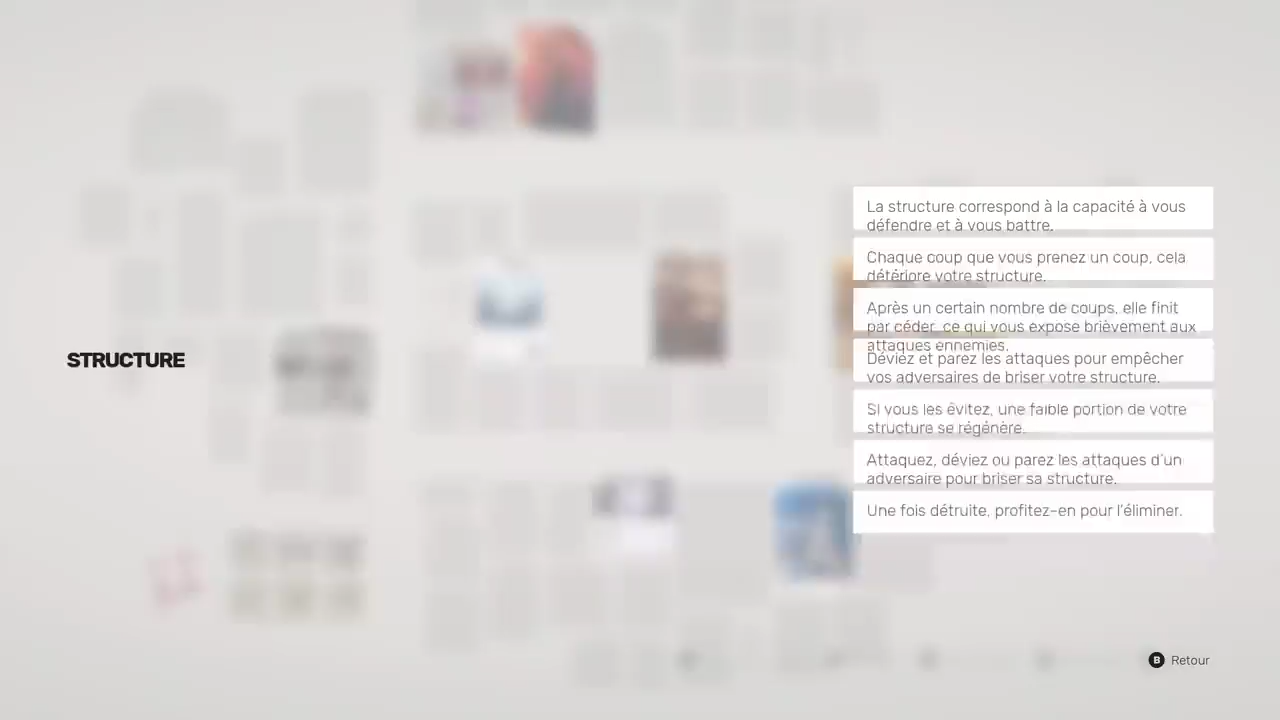 STRUCTURE
La structure correspond à la capacité à vous
défendre et à vous battre.
Chaque coup que vous prenez un coup, cela
détériore votre structure.
Après un certain nombre de coups, elle finit
par céder, ce qui vous expose brièvement aux
attaques ennemies.
Déviez et parez les attaques pour empêcher
vos adversaires de briser votre structure.
Si vous les évitez, une faible portion de votre
structure se régénère.
Attaquez, déviez ou parez les attaques d'un
adversaire pour briser sa structure.
Une fois détruite, profitez-en pour l'éliminer.
B Retour